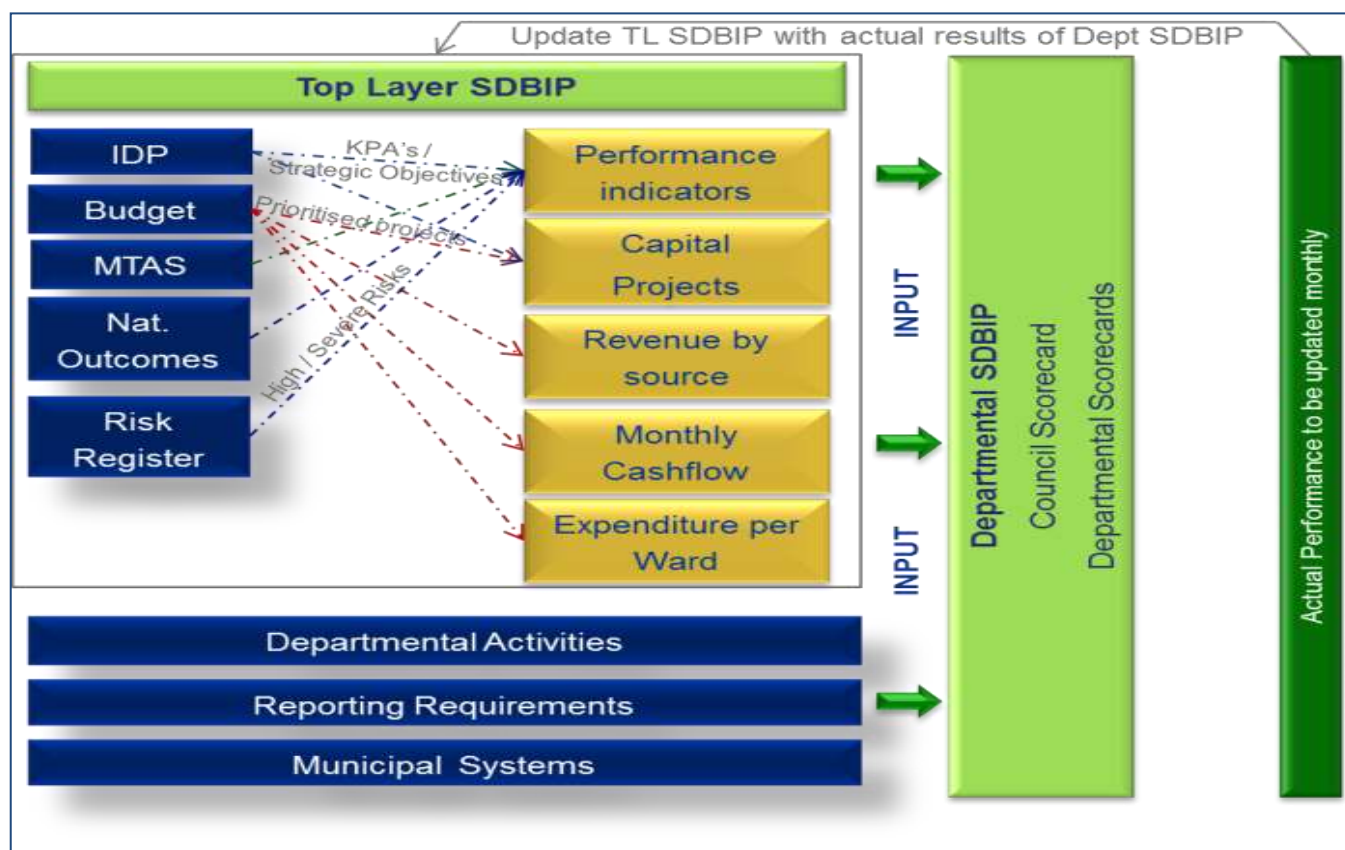 Update TL SDBIP with actual results of Dept SDBIP
Top Layer SDBIP
IDP
Budget
MTAS
Nat.
Outcomes
Risk
Register
KPA's /
Strategic Objectives
Prioritised projects
High / Severe Risks
Performance
indicators
Capital
Projects
Revenue by
source
Monthly
Cashflow
Expenditure per
Ward
INPUT
INPUT
Departmental SDBIP
Council Scorecard
Departmental Scorecards
Actual Performance to be updated monthly
Departmental Activities
Reporting Requirements
Municipal Systems